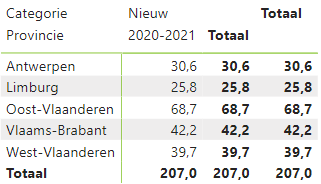 Categorie Nieuw Totaal
Provincie 2020-2021 Totaal
Antwerpen 30,6 30,6 30,6
Limburg 25,8 25,8 25,8
Oost-Vlaanderen 68,7 68,7 68,7
Vlaams-Brabant 42,2 42,2 42,2
West-Vlaanderen 39,7 39,7 39,7
Totaal 207,0 207,0 207,0